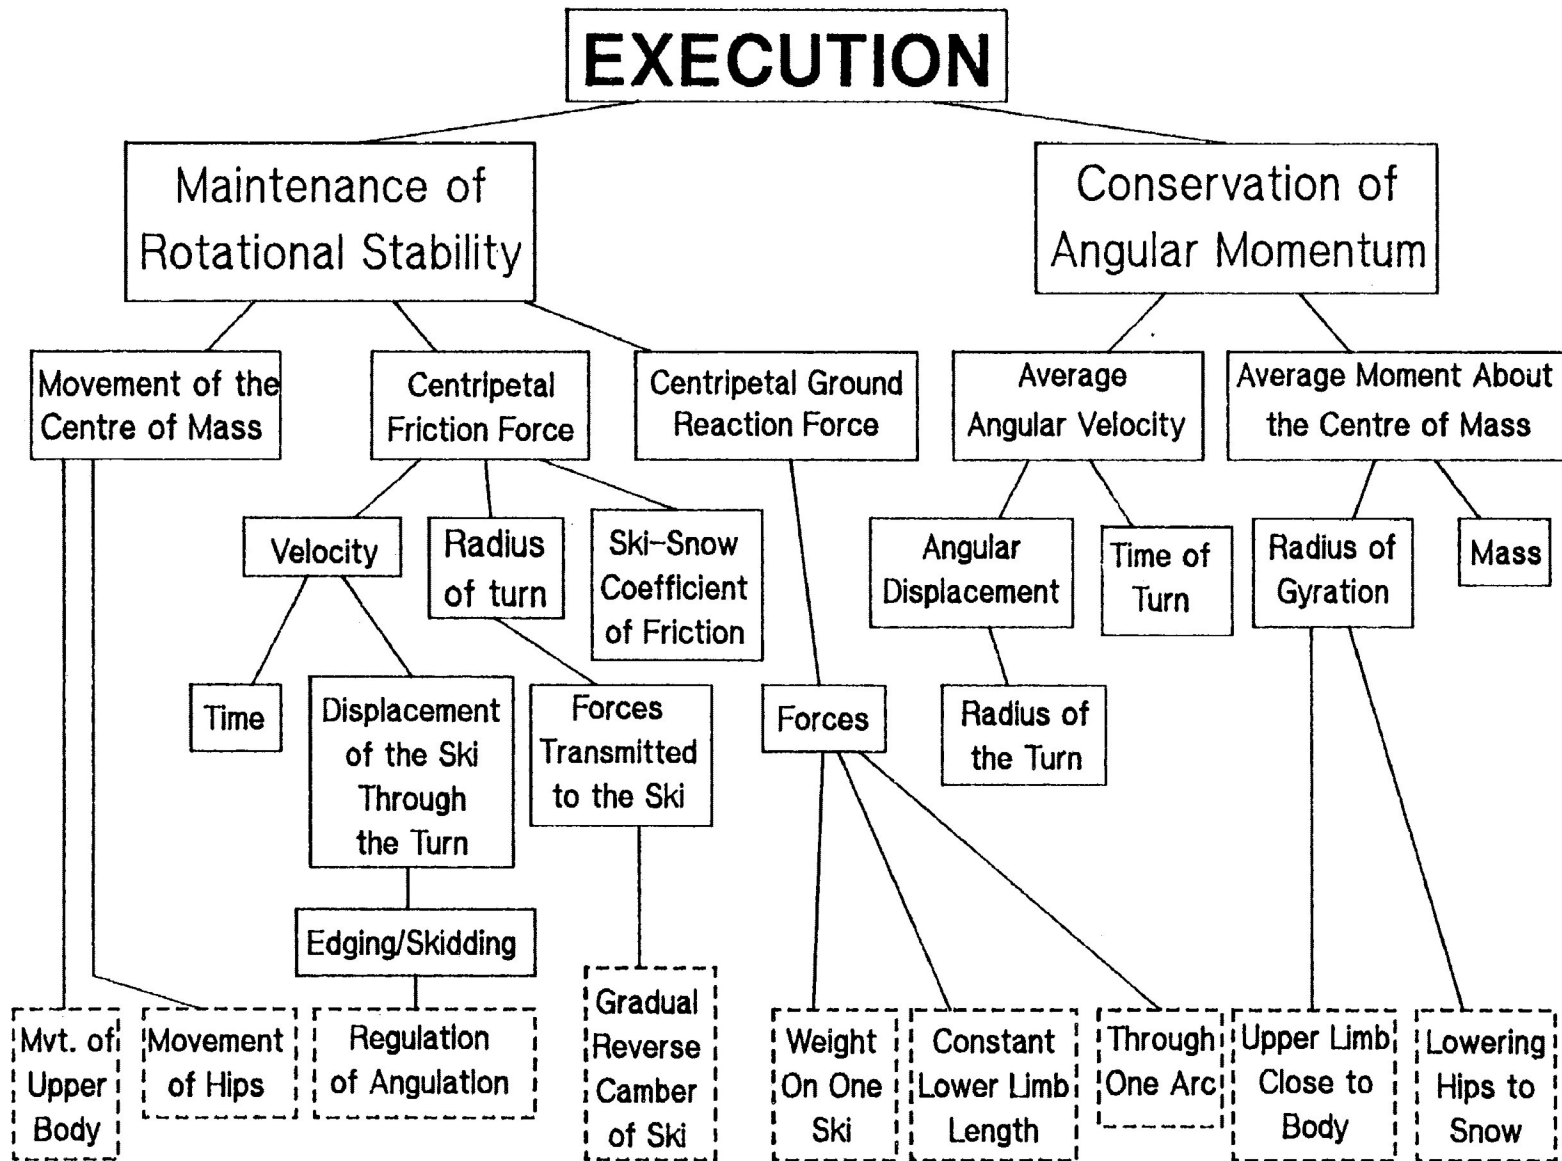 EXECUTION
Maintenance of
Rotational Stability
Conservation of
Angular Momentum
Movement of the
Centre of Mass
Centripetal
Friction Force
Centripetal Ground
Reaction Force
Average
Angular Velocity
Average Moment About
the Centre of Mass
Velocity
Radius
of turn
Ski-Snow
Coefficient
of Friction
Angular
Displacement
Time of
Turn
Radius of
Gyration
Mass
Time
Displacement
of the Ski
Through
the Turn
Forces
Transmitted
to the Ski
Forces
Radius of
the Turn
Edging/Skidding
Mvt. of
Upper
Body
Movement
of Hips
Regulation
of Angulation
Gradual
Reverse
Camber
of Ski
Weight
On One
Ski
Constant
Lower Limb
Length
Through
One Arc
Upper Limb
Close to
Body
Lowering
Hips to
Snow